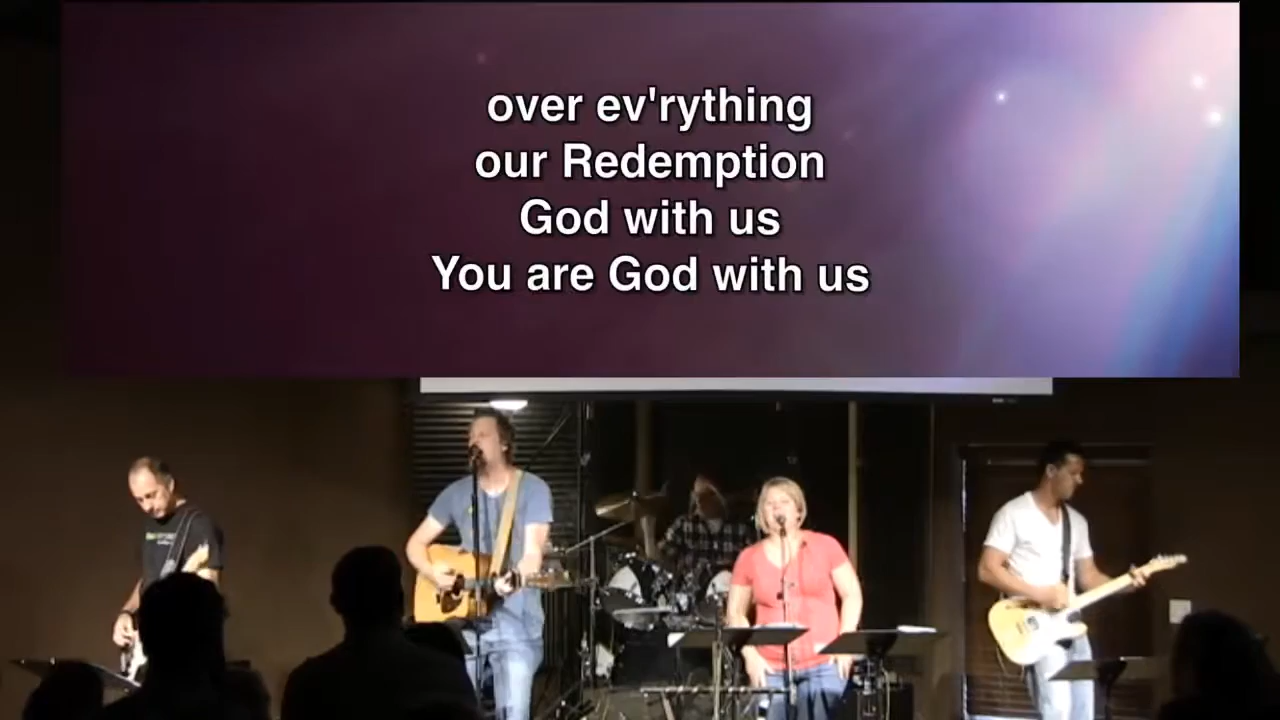 over ev'rything
our Redemption
God with us
You are God with us